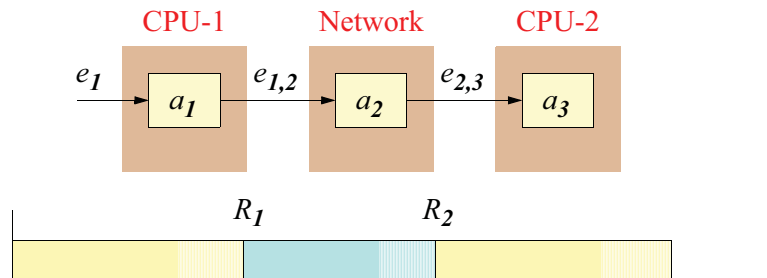 CPU-1 Network CPU-2
e1 e1,2 e2,3
a1 a2 a3
R1 R2